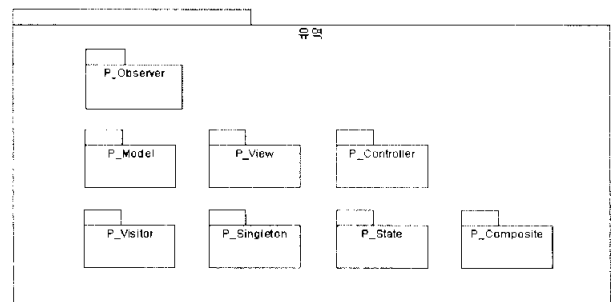 P_Observer
P_Model
P_View
P_Controller
P_Visitor
P_Singleton
P_State
P_Composite